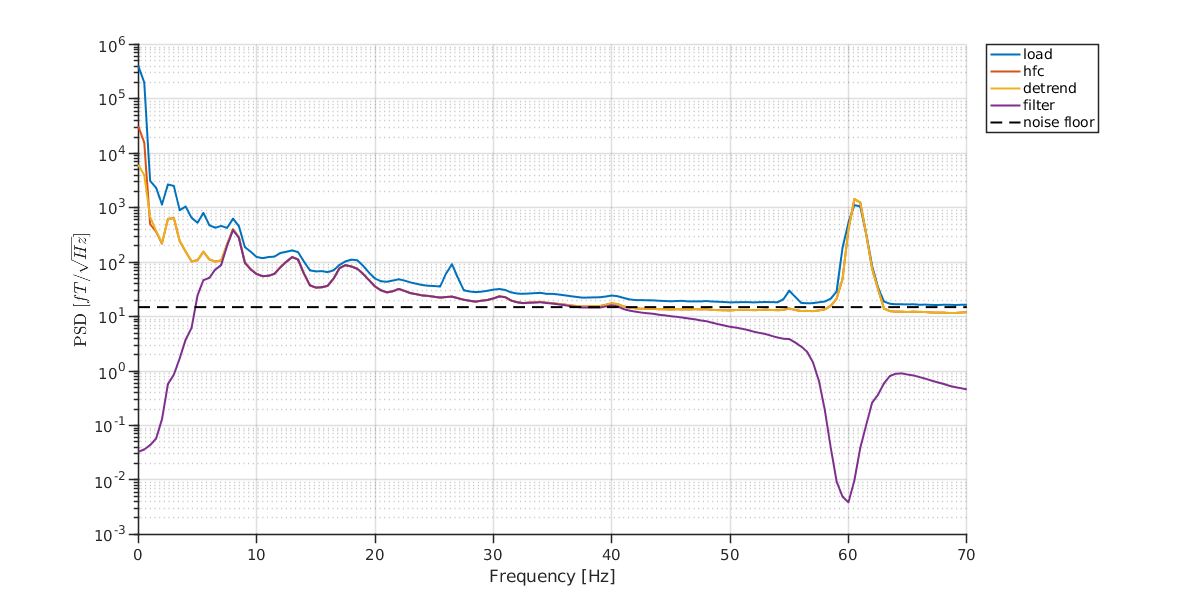 10^6
10^5
10^4
10^3
10^2
10^1
10^0
10^-1
10^-2
10^-3
PSD [fT/√Hz]
0 10 20 30 40 50 60 70
Frequency [Hz]
load
hfc
detrend
filter
noise floor